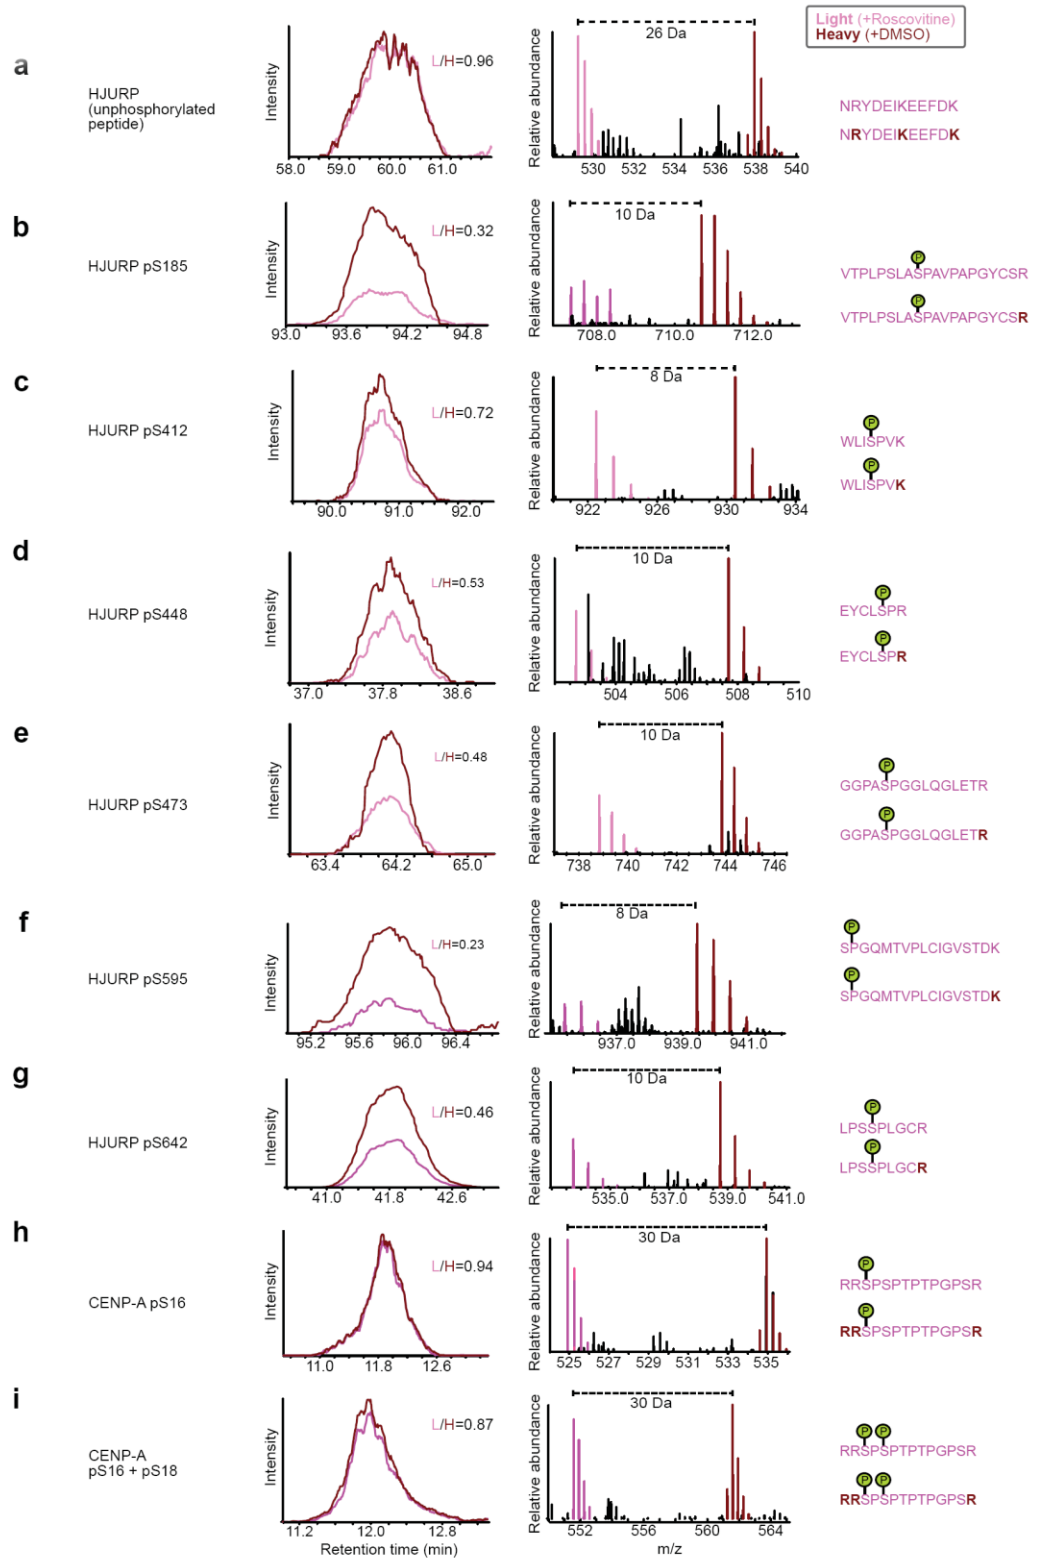 Light (+Roscovitine)
Heavy (+DMSO)
a
HJURP
(unphosphorylated
peptide)
Intensity
L/H=0.96
58.0 59.0 60.0 61.0
Relative abundance
26 Da
530 532 534 536 538 540
NRYDEIKEEFDK
NRYDEIKEEFDK
b
HJURP pS185
Intensity
L/H=0.32
93.0 93.6 94.2 94.8
Relative abundance
10 Da
708.0 710.0 712.0
P
VTPLPSLASPAVPAPGYCSR
P
VTPLPSLASPAVPAPGYCSR
c
HJURP pS412
Intensity
L/H=0.72
90.0 91.0 92.0
Relative abundance
8 Da
922 926 930 934
P
WLISPVK
P
WLISPVK
d
HJURP pS448
Intensity
L/H=0.53
37.0 37.8 38.6
Relative abundance
10 Da
504 506 508 510
P
EYCLSPR
P
EYCLSPR
e
HJURP pS473
Intensity
L/H=0.48
63.4 64.2 65.0
Relative abundance
10 Da
738 740 742 744 746
P
GGPASPGGLQGLETR
P
GGPASPGGLQGLETR
f
HJURP pS595
Intensity
L/H=0.23
95.2 95.6 96.0 96.4
Relative abundance
8 Da
937.0 939.0 941.0
P
SPGQMTVPLCIGVSTDK
P
SPGQMTVPLCIGVSTDK
g
HJURP pS642
Intensity
L/H=0.46
41.0 41.8 42.6
Relative abundance
10 Da
535.0 537.0 539.0 541.0
P
LPSSPLGCR
P
LPSSPLGCR
h
CENP-A pS16
Intensity
L/H=0.94
11.0 11.8 12.6
Relative abundance
30 Da
525 527 529 531 533 535
P
RRSPSPTPTPGPSR
P
RRSPSPTPTPGPSR
i
CENP-A
pS16 + pS18
Intensity
L/H=0.87
11.2 12.0 12.8
Retention time (min)
Relative abundance
30 Da
552 556 560 564
m/z
P P
RRSPSPTPTPGPSR
P P
RRSPSPTPTPGPSR